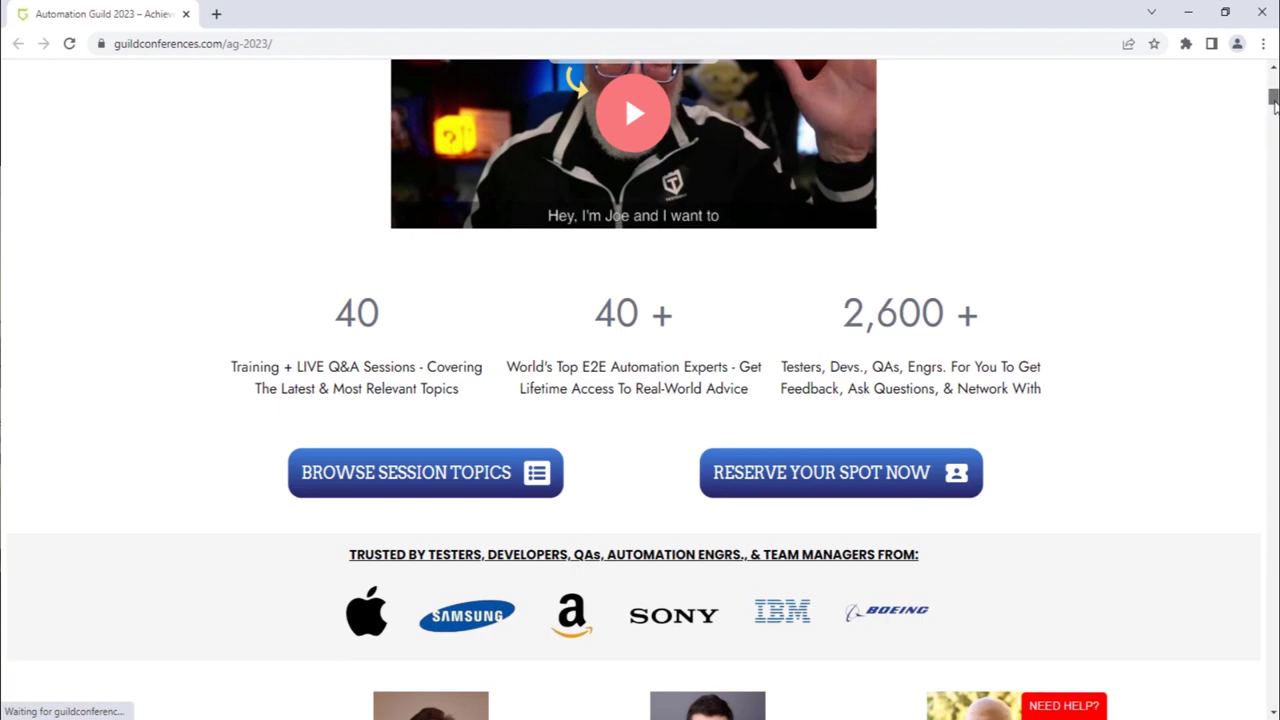 Automation Guild 2023 – Achiev
guildconferences.com/ag-2023/
Hey, I'm Joe and I want to
40
40 +
2,600 +
Training + LIVE Q&A Sessions - Covering
The Latest & Most Relevant Topics
World's Top E2E Automation Experts - Get
Lifetime Access To Real-World Advice
Testers, Devs., QAs, Engrs. For You To Get
Feedback, Ask Questions, & Network With
BROWSE SESSION TOPICS
RESERVE YOUR SPOT NOW
TRUSTED BY TESTERS, DEVELOPERS, QAs, AUTOMATION ENGRS., & TEAM MANAGERS FROM:
SAMSUNG
a
SONY
IBM
BOEING
NEED HELP?
Waiting for guildconferenc...